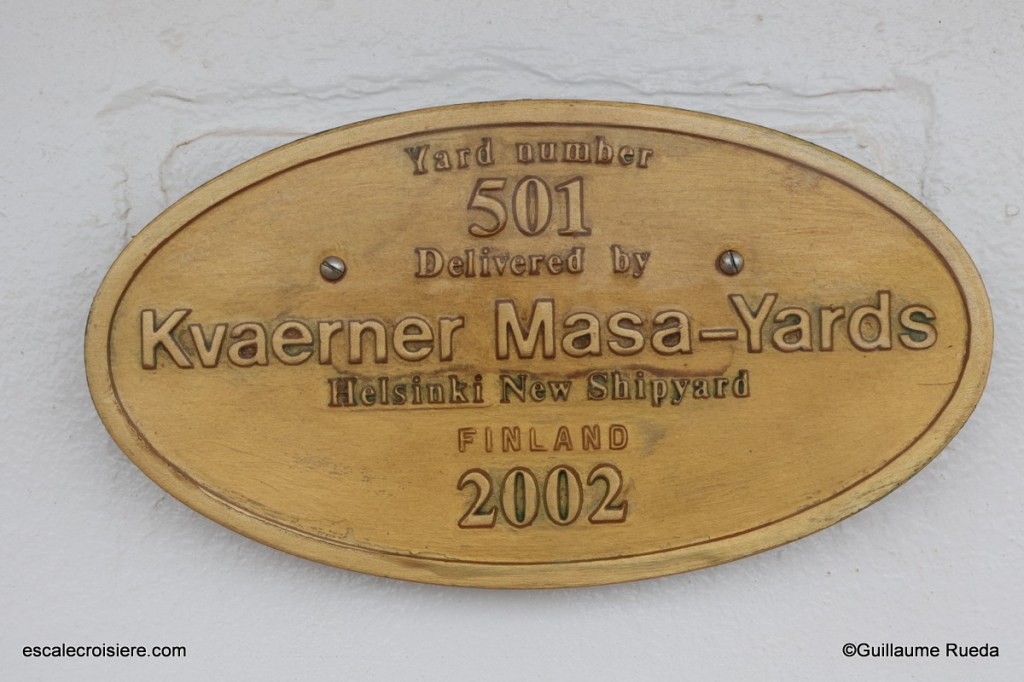 Yard number
501
Delivered by
Kvaerner Masa-Yards
Helsinki New Shipyard
FINLAND
2002
escalecroisiere.com
©Guillaume Rueda